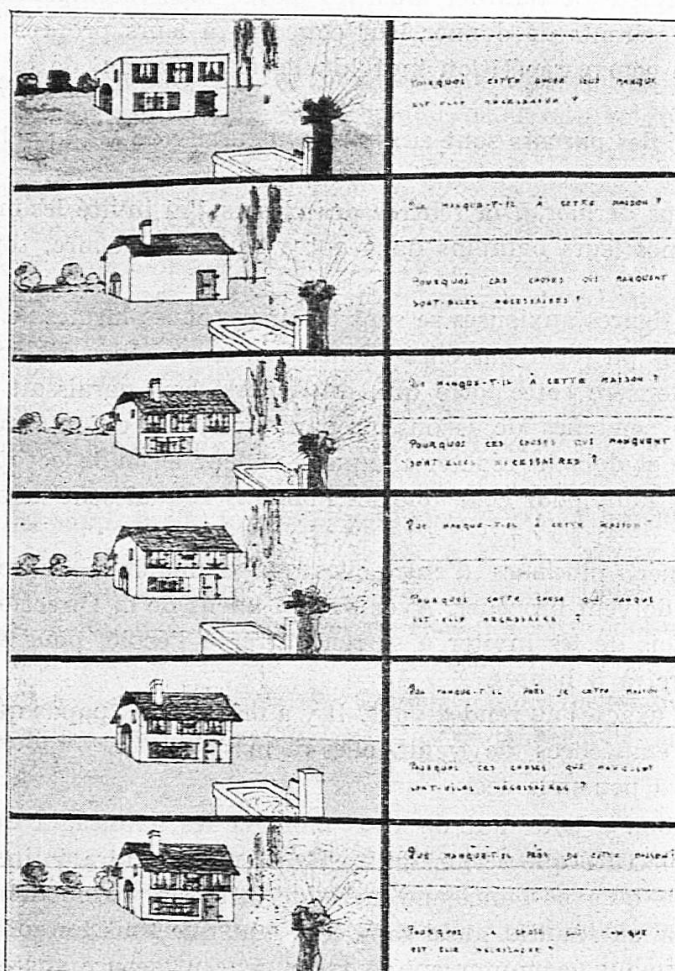 POURQUOI CETTE CHOSE QUI MANQUE
EST-ELLE NÉCESSAIRE ?
QUE MANQUE-T-IL À CETTE MAISON ?
POURQUOI CES CHOSES QUI MANQUENT
SONT-ELLES NÉCESSAIRES ?
QUE MANQUE-T-IL À CETTE MAISON ?
POURQUOI CES CHOSES QUI MANQUENT
SONT-ELLES NÉCESSAIRES ?
QUE MANQUE-T-IL À CETTE MAISON ?
POURQUOI CETTE CHOSE QUI MANQUE
EST-ELLE NÉCESSAIRE ?
QUE MANQUE-T-IL PRÈS DE CETTE MAISON ?
POURQUOI CES CHOSES QUI MANQUENT
SONT-ELLES NÉCESSAIRES ?
QUE MANQUE-T-IL PRÈS DE CETTE MAISON ?
POURQUOI LA CHOSE QUI MANQUE
EST-ELLE NÉCESSAIRE ?